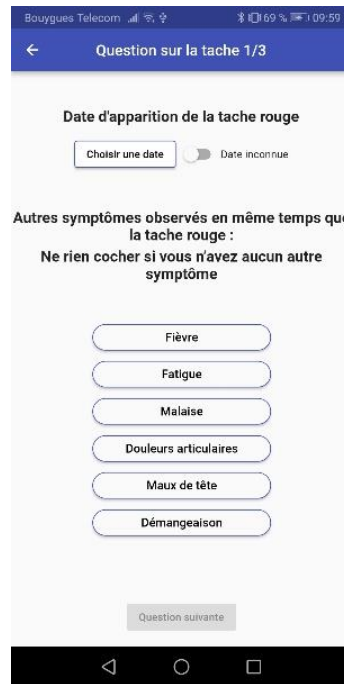 Bouygues Telecom 69 % 09:59
Question sur la tache 1/3
Date d'apparition de la tache rouge
Choisir une date Date inconnue
Autres symptômes observés en même temps que
la tache rouge :
Ne rien cocher si vous n'avez aucun autre
symptôme
Fièvre
Fatigue
Malaise
Douleurs articulaires
Maux de tête
Démangeaison
Question suivante